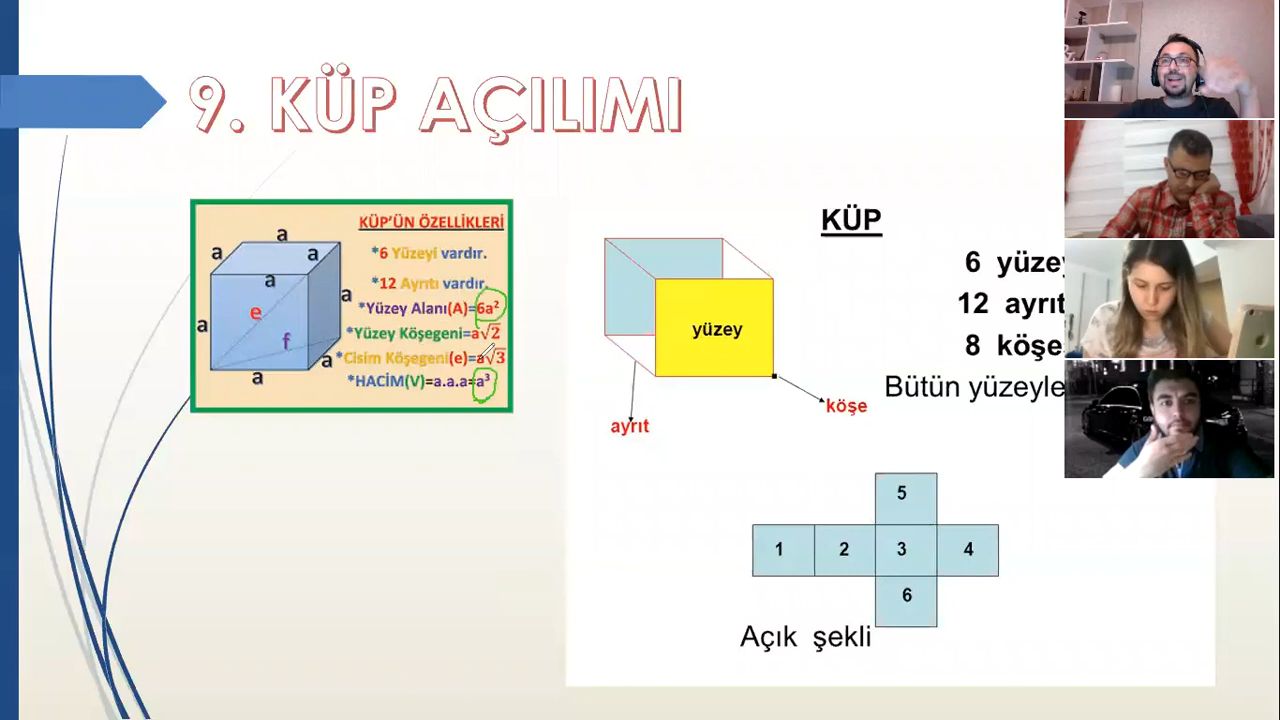 9. KÜP AÇILIMI
KÜP'ÜN ÖZELLİKLERİ
*6 Yüzeyi vardır.
*12 Ayrıtı vardır.
*Yüzey Alanı(A)=6a²
*Yüzey Köşegeni=a√2
*Cisim Köşegeni(e)=a√3
*HACİM(V)=a.a.a=a³
a
a
a
a
a
a
a
a
e
f
KÜP
6 yüzey
12 ayrıt
8 köşe
Bütün yüzeyle
yüzey
köşe
ayrıt
5
1 2 3 4
6
Açık şekli